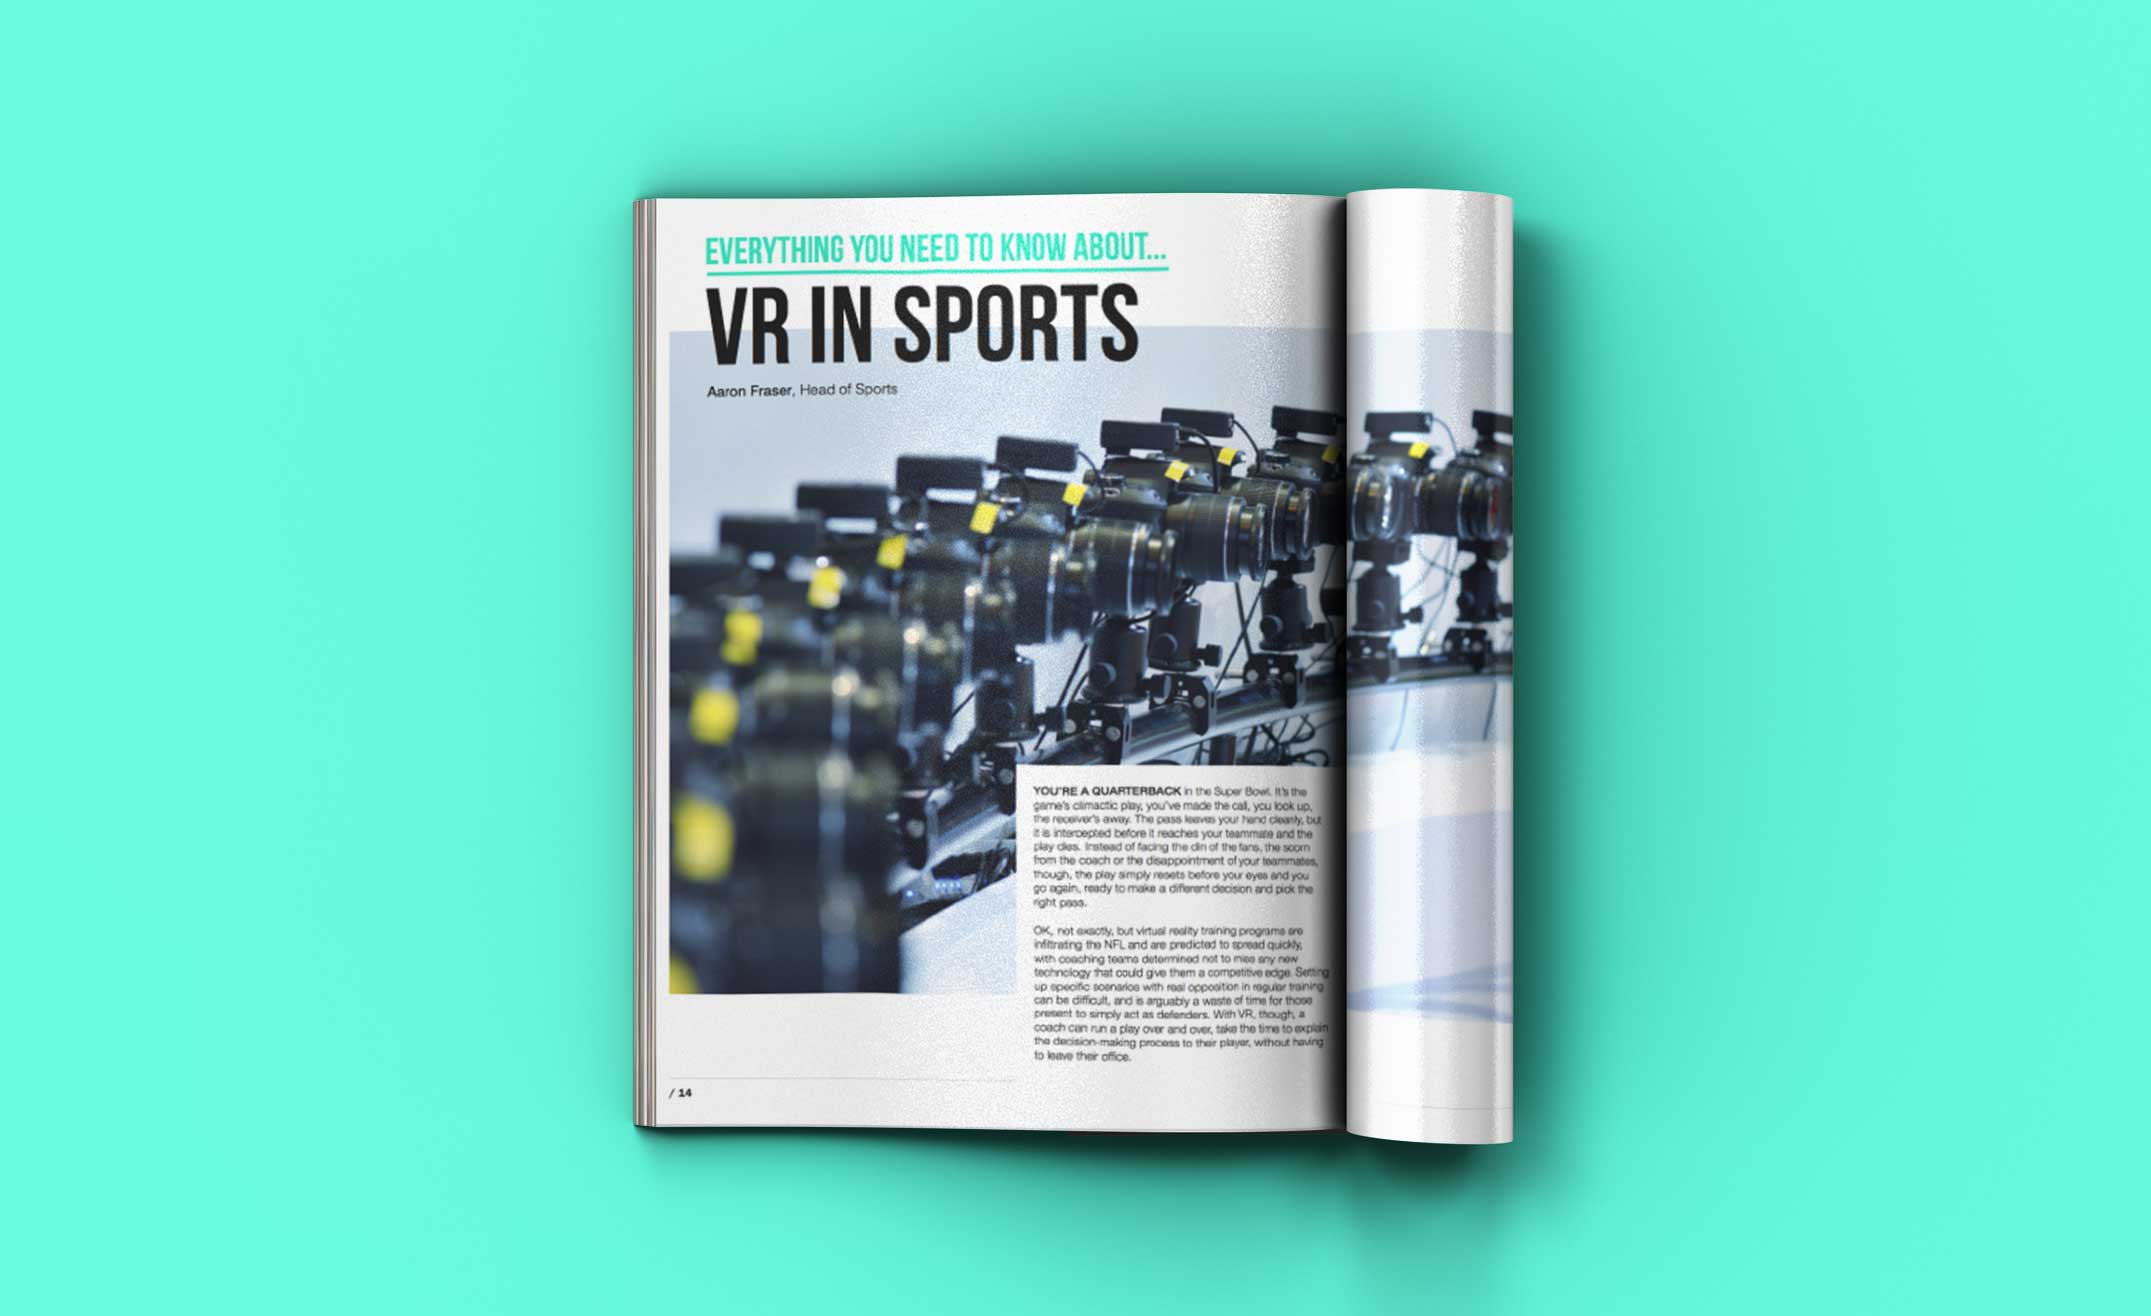 EVERYTHING YOU NEED TO KNOW ABOUT...
VR IN SPORTS
Aaron Fraser, Head of Sports
YOU'RE A QUARTERBACK in the Super Bowl. It's the
game's climactic play, you've made the call, you look up,
the receiver's away. The pass leaves your hand cleanly, but
it is intercepted before it reaches your teammate and the
play dies. Instead of facing the din of the fans, the scorn
from the coach or the disappointment of your teammates,
though, the play simply resets before your eyes and you
go again, ready to make a different decision and pick the
right pass.
OK, not exactly, but virtual reality training programs are
infiltrating the NFL and are predicted to spread quickly,
with coaching teams determined not to miss any new
technology that could give them a competitive edge. Setting
up specific scenarios with real opposition in regular training
can be difficult, and is arguably a waste of time for those
present to simply act as defenders. With VR, though, a
coach can run a play over and over, take the time to explain
the decision-making process to their player, without having
to leave their office.
/ 14